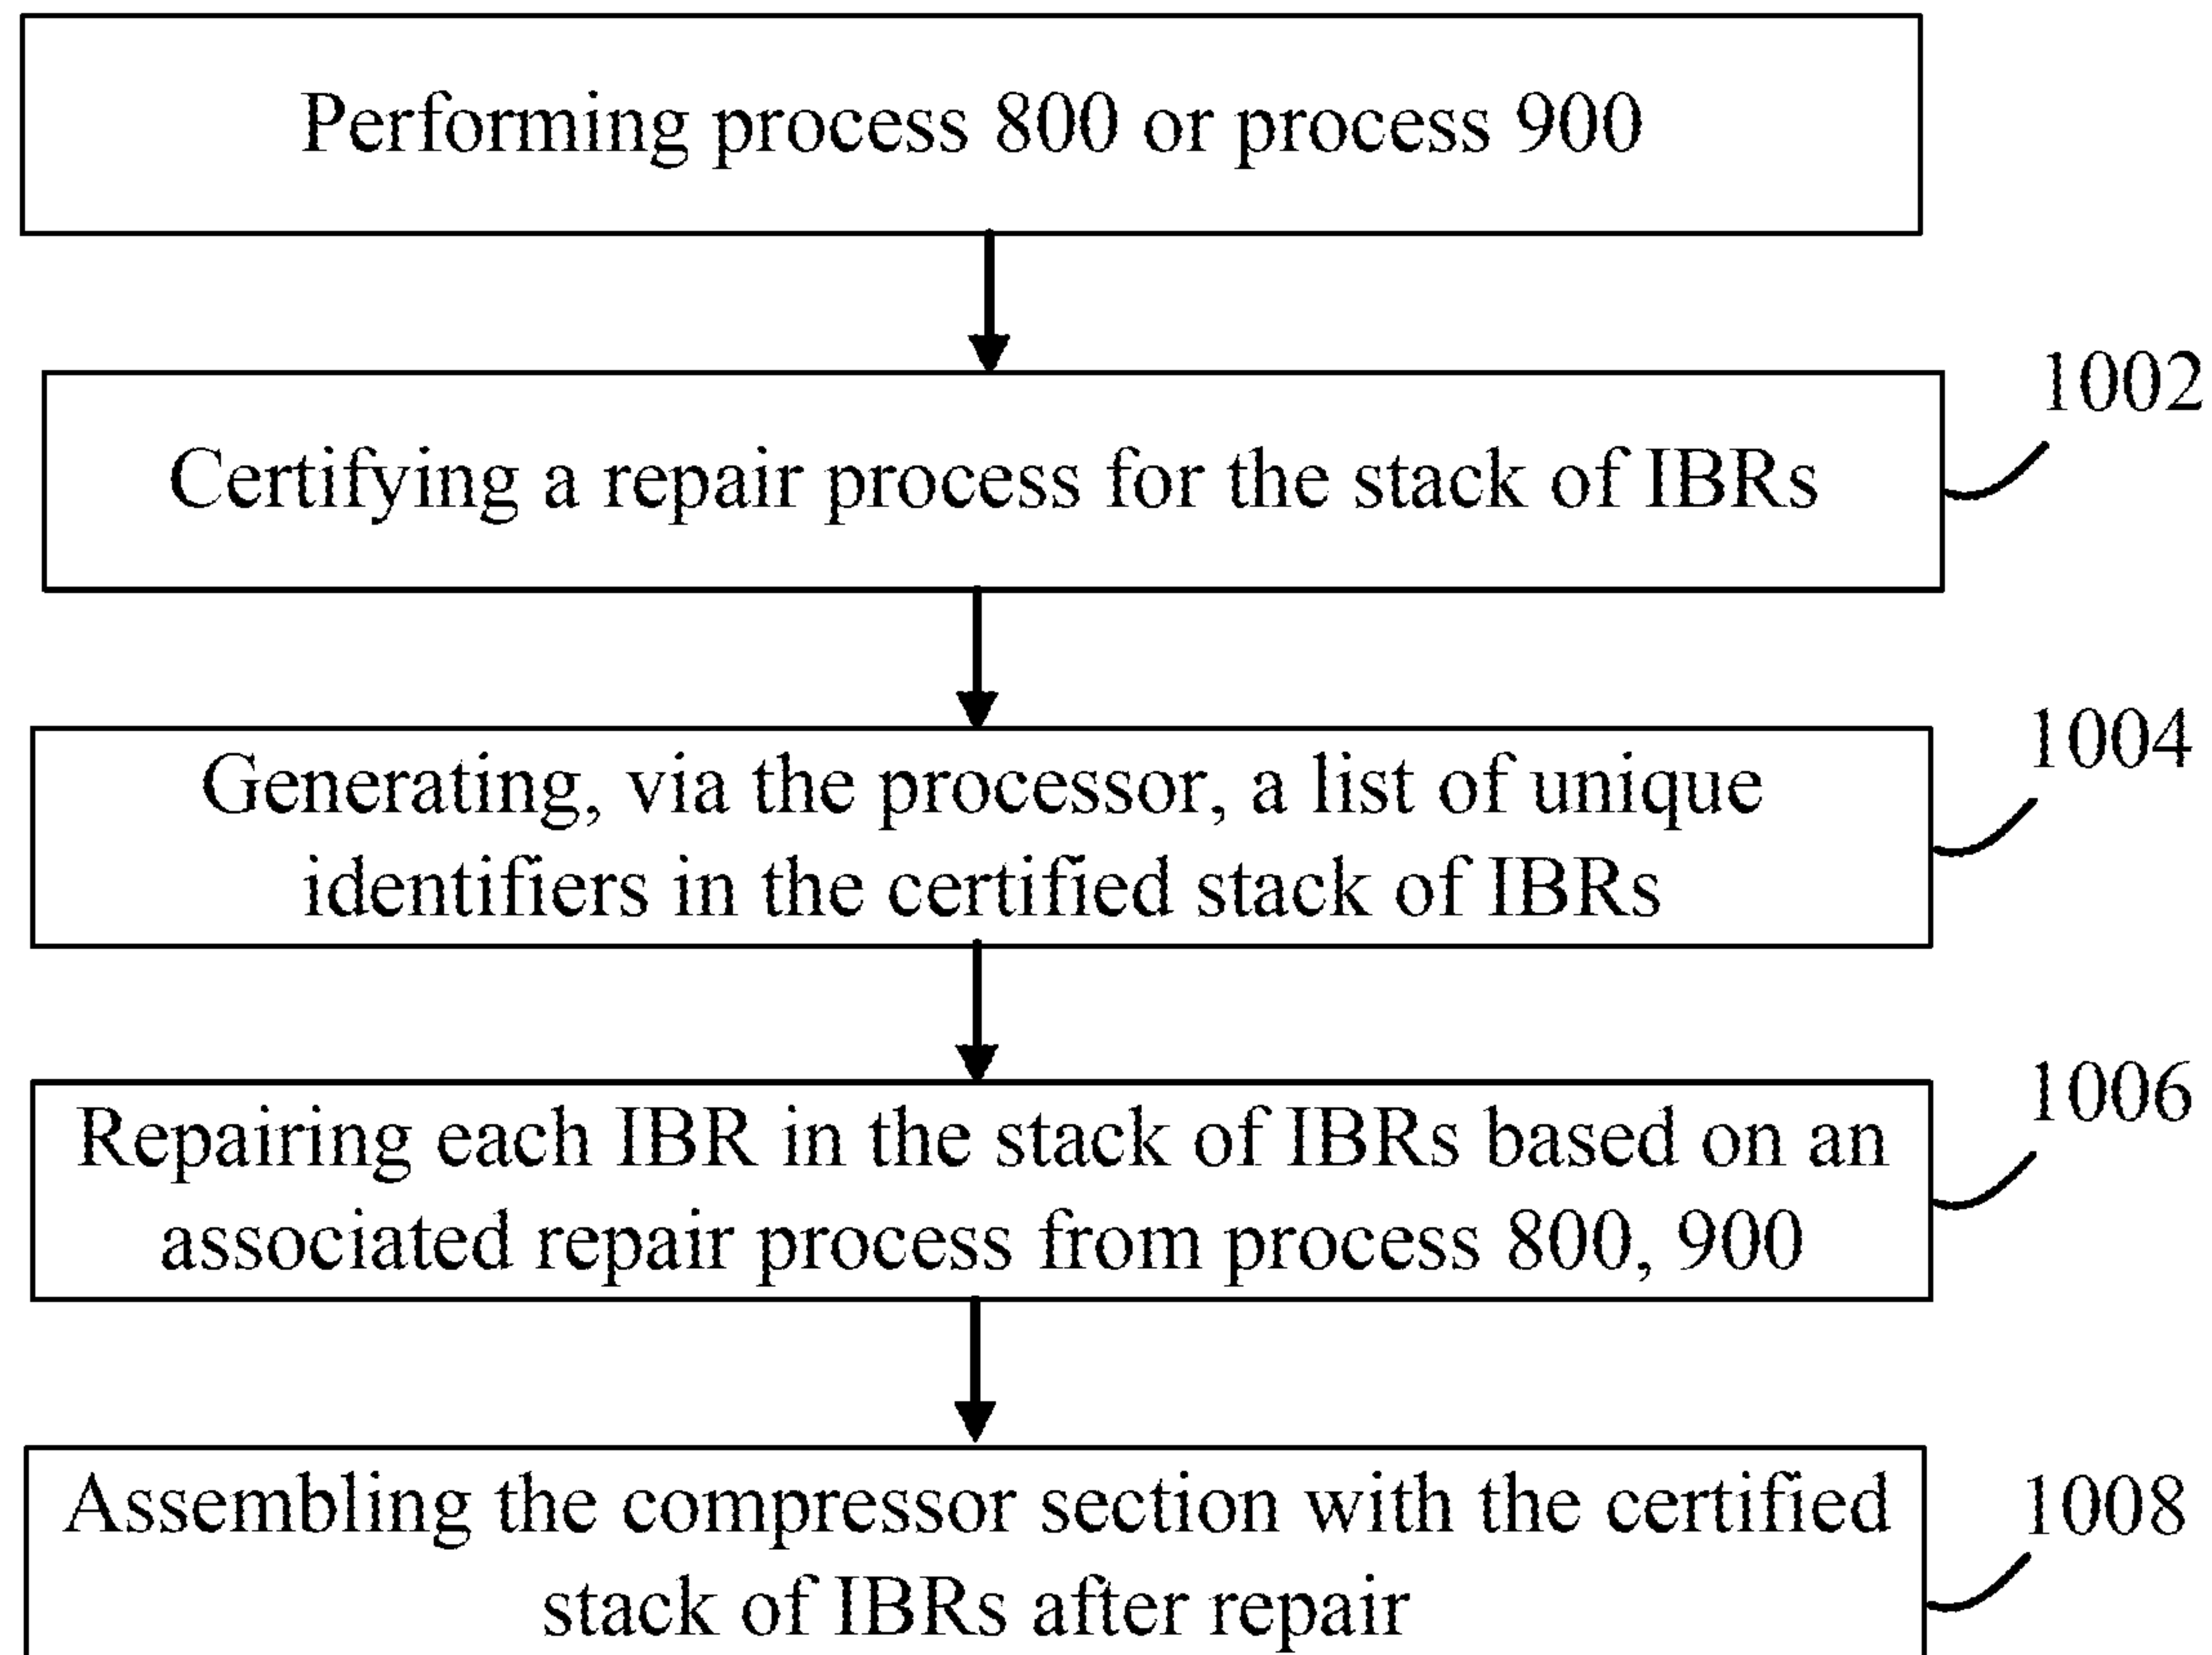 Performing process 800 or process 900
1002
Certifying a repair process for the stack of IBRs
1004
Generating, via the processor, a list of unique
identifiers in the certified stack of IBRs
1006
Repairing each IBR in the stack of IBRs based on an
associated repair process from process 800, 900
1008
Assembling the compressor section with the certified
stack of IBRs after repair